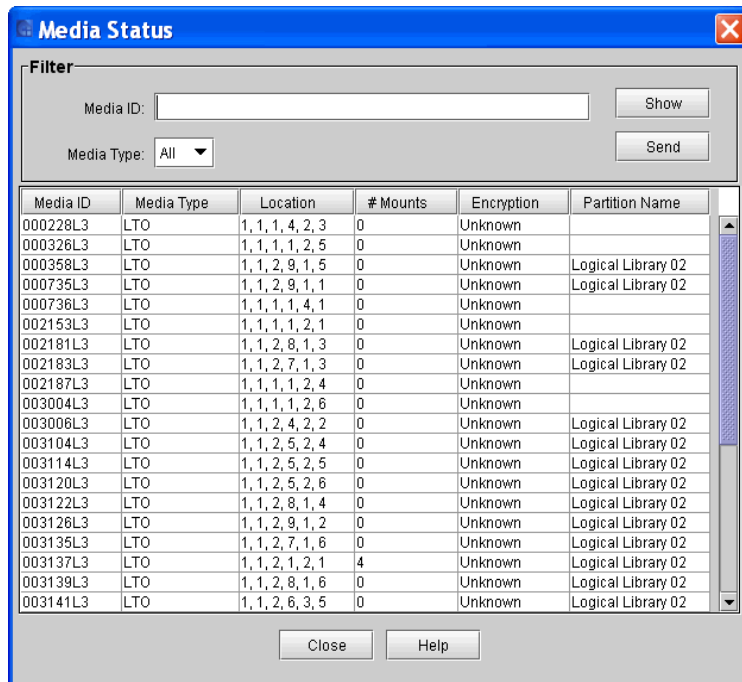 Media Status
Filter
Media ID: Show
Media Type: All Send
Media ID Media Type Location # Mounts Encryption Partition Name
000228L3 LTO 1, 1, 1, 4, 2, 3 0 Unknown
000326L3 LTO 1, 1, 1, 1, 2, 5 0 Unknown
000358L3 LTO 1, 1, 2, 9, 1, 5 0 Unknown Logical Library 02
000735L3 LTO 1, 1, 2, 9, 1, 1 0 Unknown Logical Library 02
000736L3 LTO 1, 1, 1, 1, 4, 1 0 Unknown
002153L3 LTO 1, 1, 1, 1, 2, 1 0 Unknown
002181L3 LTO 1, 1, 2, 8, 1, 3 0 Unknown Logical Library 02
002183L3 LTO 1, 1, 2, 7, 1, 3 0 Unknown Logical Library 02
002187L3 LTO 1, 1, 1, 1, 2, 4 0 Unknown
003004L3 LTO 1, 1, 1, 1, 2, 6 0 Unknown
003006L3 LTO 1, 1, 2, 4, 2, 2 0 Unknown Logical Library 02
003104L3 LTO 1, 1, 2, 5, 2, 4 0 Unknown Logical Library 02
003114L3 LTO 1, 1, 2, 5, 2, 5 0 Unknown Logical Library 02
003120L3 LTO 1, 1, 2, 5, 2, 6 0 Unknown Logical Library 02
003122L3 LTO 1, 1, 2, 8, 1, 4 0 Unknown Logical Library 02
003126L3 LTO 1, 1, 2, 9, 1, 2 0 Unknown Logical Library 02
003135L3 LTO 1, 1, 2, 7, 1, 6 0 Unknown Logical Library 02
003137L3 LTO 1, 1, 2, 1, 2, 1 4 Unknown Logical Library 02
003139L3 LTO 1, 1, 2, 8, 1, 6 0 Unknown Logical Library 02
003141L3 LTO 1, 1, 2, 6, 3, 5 0 Unknown Logical Library 02
Close Help